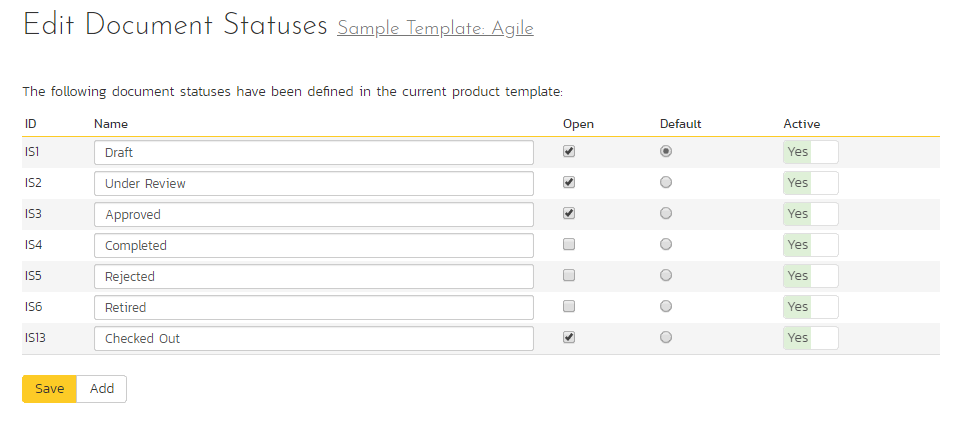 Edit Document Statuses Sample Template: Agile
The following document statuses have been defined in the current product template:
ID Name Open Default Active
IS1 Draft Yes
IS2 Under Review Yes
IS3 Approved Yes
IS4 Completed Yes
IS5 Rejected Yes
IS6 Retired Yes
IS13 Checked Out Yes
Save Add